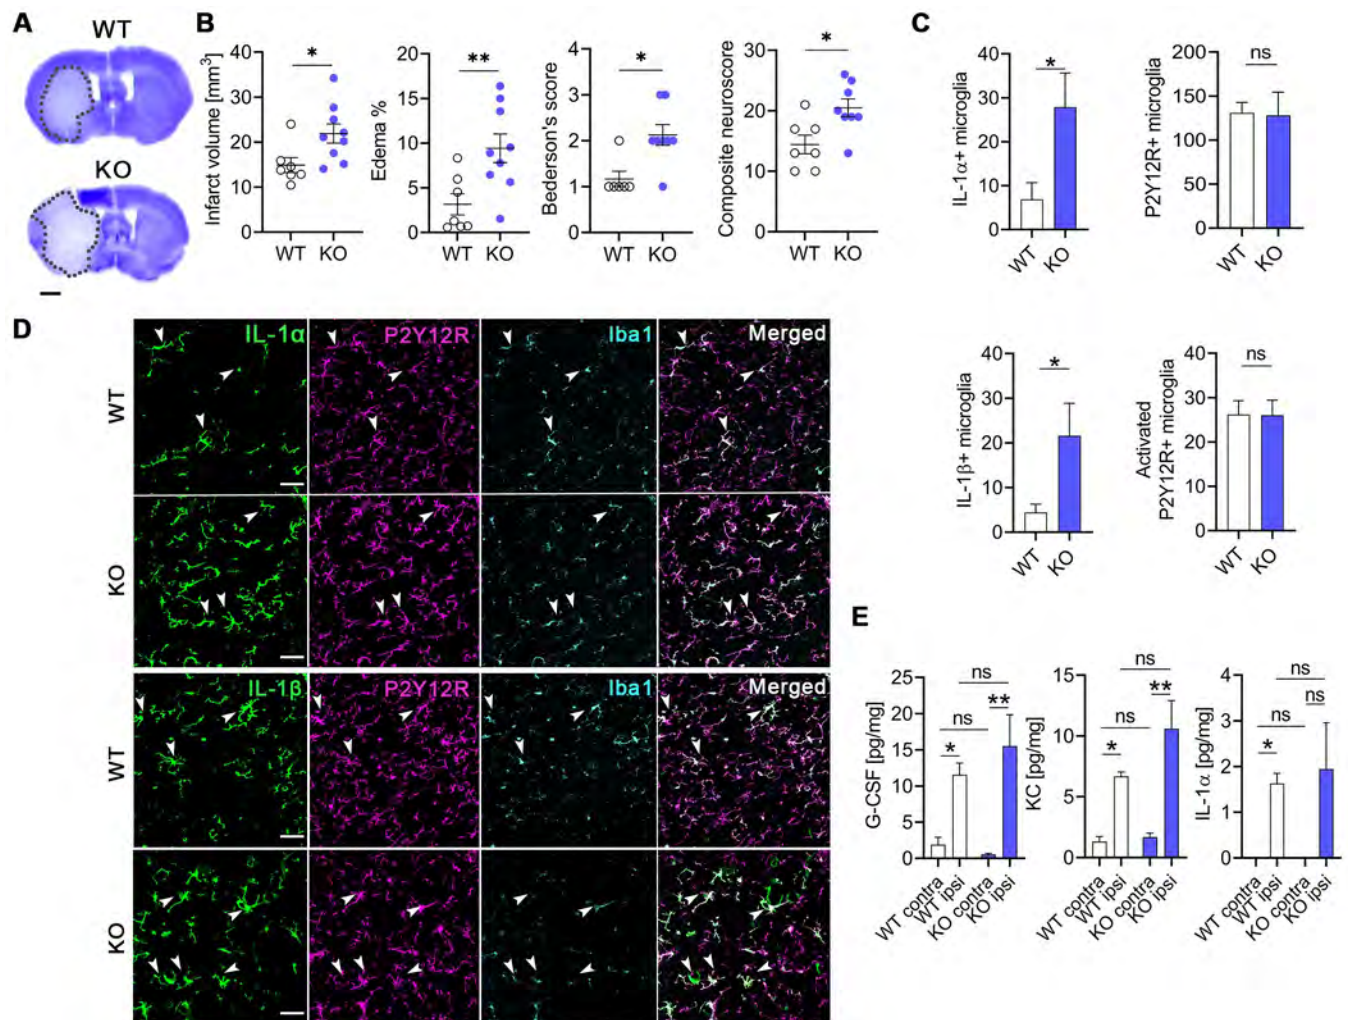 A
WT
KO
B
Infarct volume [mm³]
40
30
20
10
0
*
WT KO
Edema %
20
15
10
5
0
**
WT KO
Bederson's score
4
3
2
1
0
*
WT KO
Composite neuroscore
30
20
10
0
*
WT KO
C
IL-1α+ microglia
40
30
20
10
0
*
WT
KO
P2Y12R+ microglia
200
150
100
50
0
ns
WT
KO
IL-1β+ microglia
40
30
20
10
0
*
WT
KO
Activated
P2Y12R+ microglia
40
30
20
10
0
ns
WT
KO
D
IL-1α P2Y12R Iba1 Merged
WT
KO
IL-1β P2Y12R Iba1 Merged
WT
KO
E
G-CSF [pg/mg]
25
20
15
10
5
0
ns
ns
**
*
WT contra
WT ipsi
KO contra
KO ipsi
KC [pg/mg]
15
10
5
0
ns
ns
**
*
WT contra
WT ipsi
KO contra
KO ipsi
IL-1α [pg/mg]
4
3
2
1
0
ns
ns
ns
*
WT contra
WT ipsi
KO contra
KO ipsi